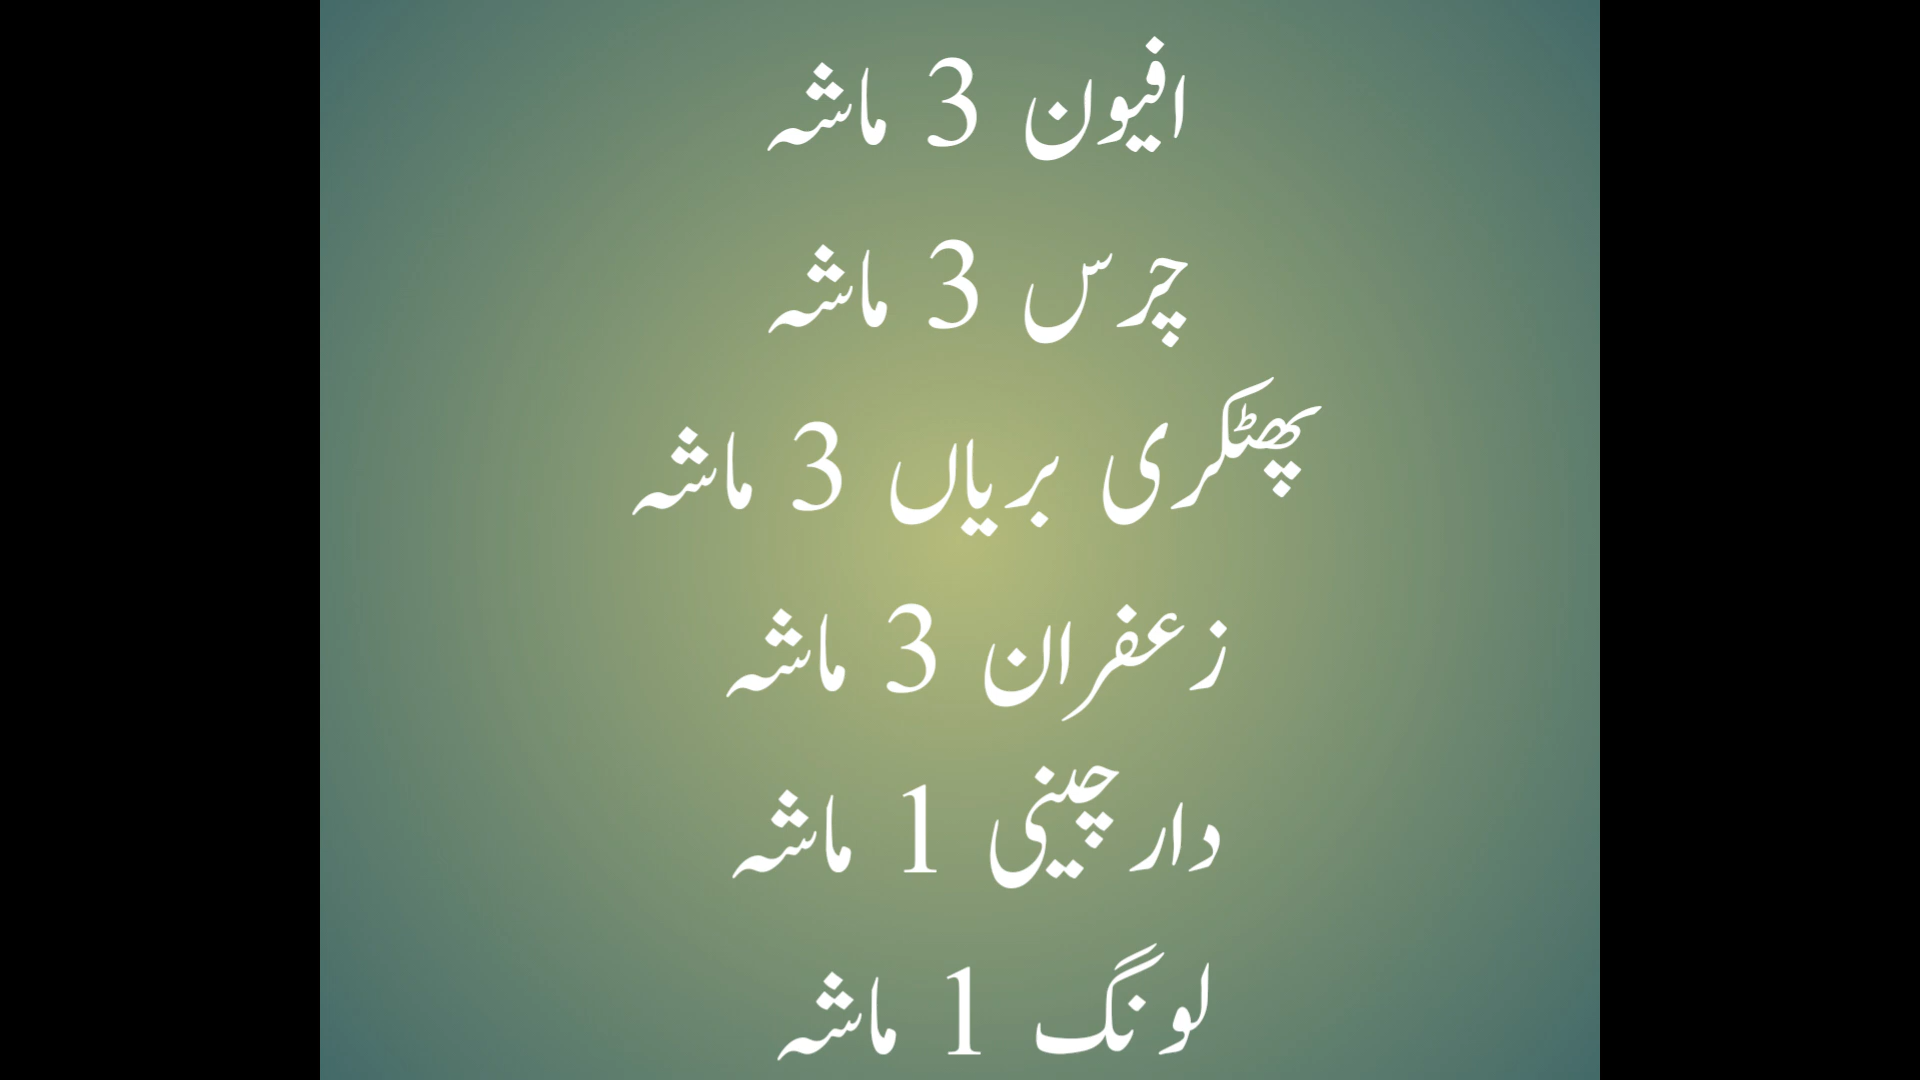 افیون 3 ماشہ
چرس 3 ماشہ
پھٹکری بریاں 3 ماشہ
زعفران 3 ماشہ
دارچینی 1 ماشہ
لونگ 1 ماشہ